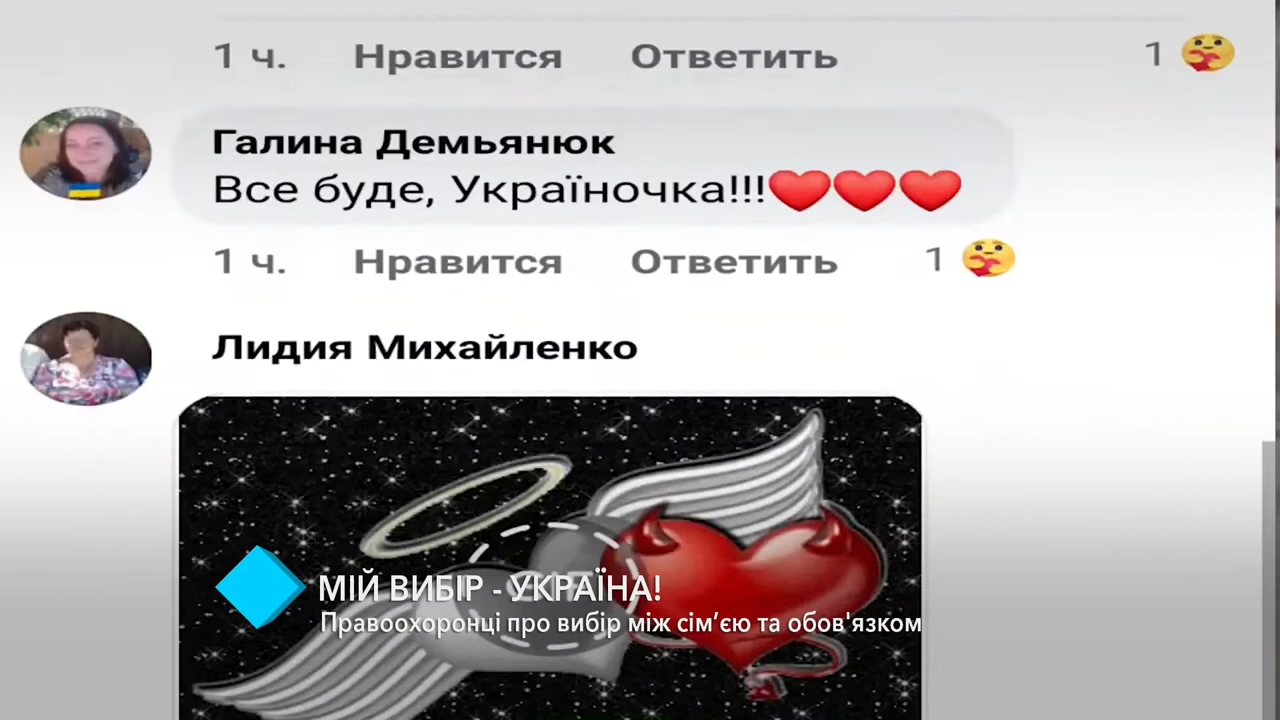 1 ч. Нравится Ответить 1
Галина Демьянюк
Все буде, Україночка!!!❤️❤️❤️
1 ч. Нравится Ответить 1
Лидия Михайленко
МІЙ ВИБІР - УКРАЇНА!
Правоохоронці про вибір між сім’єю та обов'язком